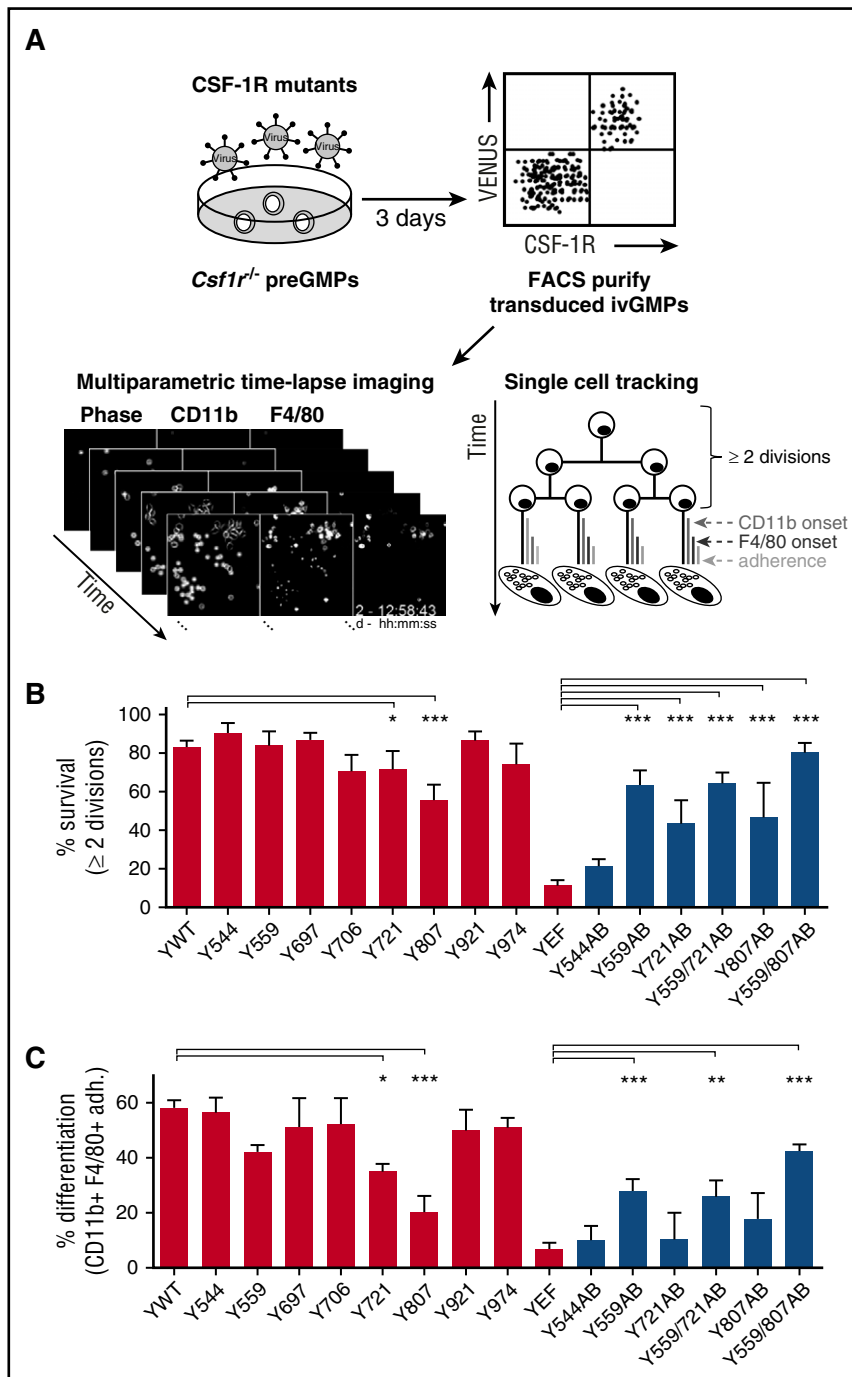 A
CSF-1R mutants
Virus
Virus
Virus
3 days
VENUS
CSF-1R
Csf1r-/- preGMPs
FACS purify
transduced ivGMPs
Multiparametric time-lapse imaging
Phase CD11b F4/80
Time
2 - 12:58:43
d - hh:mm:ss
Single cell tracking
Time
≥ 2 divisions
CD11b onset
F4/80 onset
adherence
B
% survival
(≥ 2 divisions)
100
80
60
40
20
0
* *** *** *** *** *** ***
YWT Y544 Y559 Y697 Y706 Y721 Y807 Y921 Y974 YEF Y544AB Y559AB Y721AB Y559/721AB Y807AB Y559/807AB
C
% differentiation
(CD11b+ F4/80+ adh.)
60
40
20
0
* *** *** ** ***
YWT Y544 Y559 Y697 Y706 Y721 Y807 Y921 Y974 YEF Y544AB Y559AB Y721AB Y559/721AB Y807AB Y559/807AB